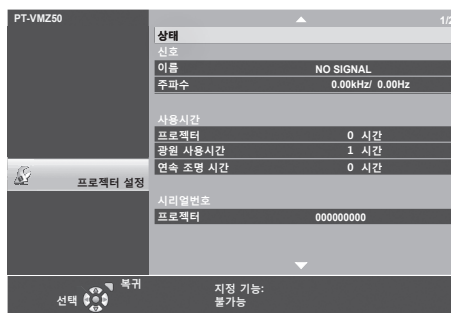 PT-VMZ50
1/2
상태
신호
이름 NO SIGNAL
주파수 0.00kHz/ 0.00Hz
사용시간
프로젝터 0 시간
광원 사용시간 1 시간
연속 조명 시간 0 시간
프로젝터 설정
시리얼번호
프로젝터 000000000
복귀
선택
지정 기능:
불가능